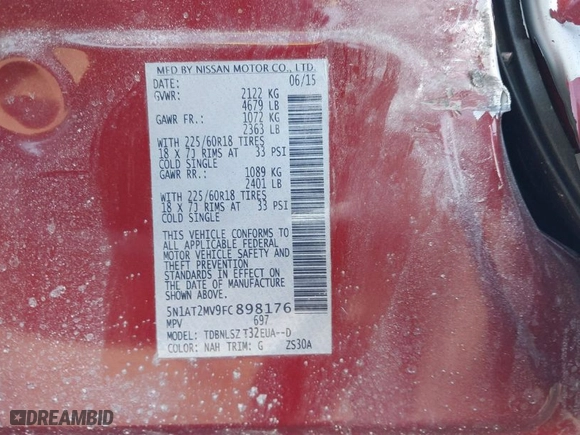 MFD BY NISSAN MOTOR CO., LTD.
DATE: 06/15
GVWR: 2122 KG
4679 LB
GAWR FR.: 1072 KG
2363 LB
WITH 225/60R18 TIRES
18 X 7J RIMS AT 33 PSI
COLD SINGLE
GAWR RR.: 1089 KG
2401 LB
WITH 225/60R18 TIRES
18 X 7J RIMS AT 33 PSI
COLD SINGLE
THIS VEHICLE CONFORMS TO
ALL APPLICABLE FEDERAL
MOTOR VEHICLE SAFETY AND
THEFT PREVENTION
STANDARDS IN EFFECT ON
THE DATE OF MANUFACTURE
SHOWN ABOVE.
5N1AT2MV9FC898176
MPV 697
MODEL: TDBNLSZ T32EUA--D
COLOR: NAH TRIM: G ZS30A
DREAMBID